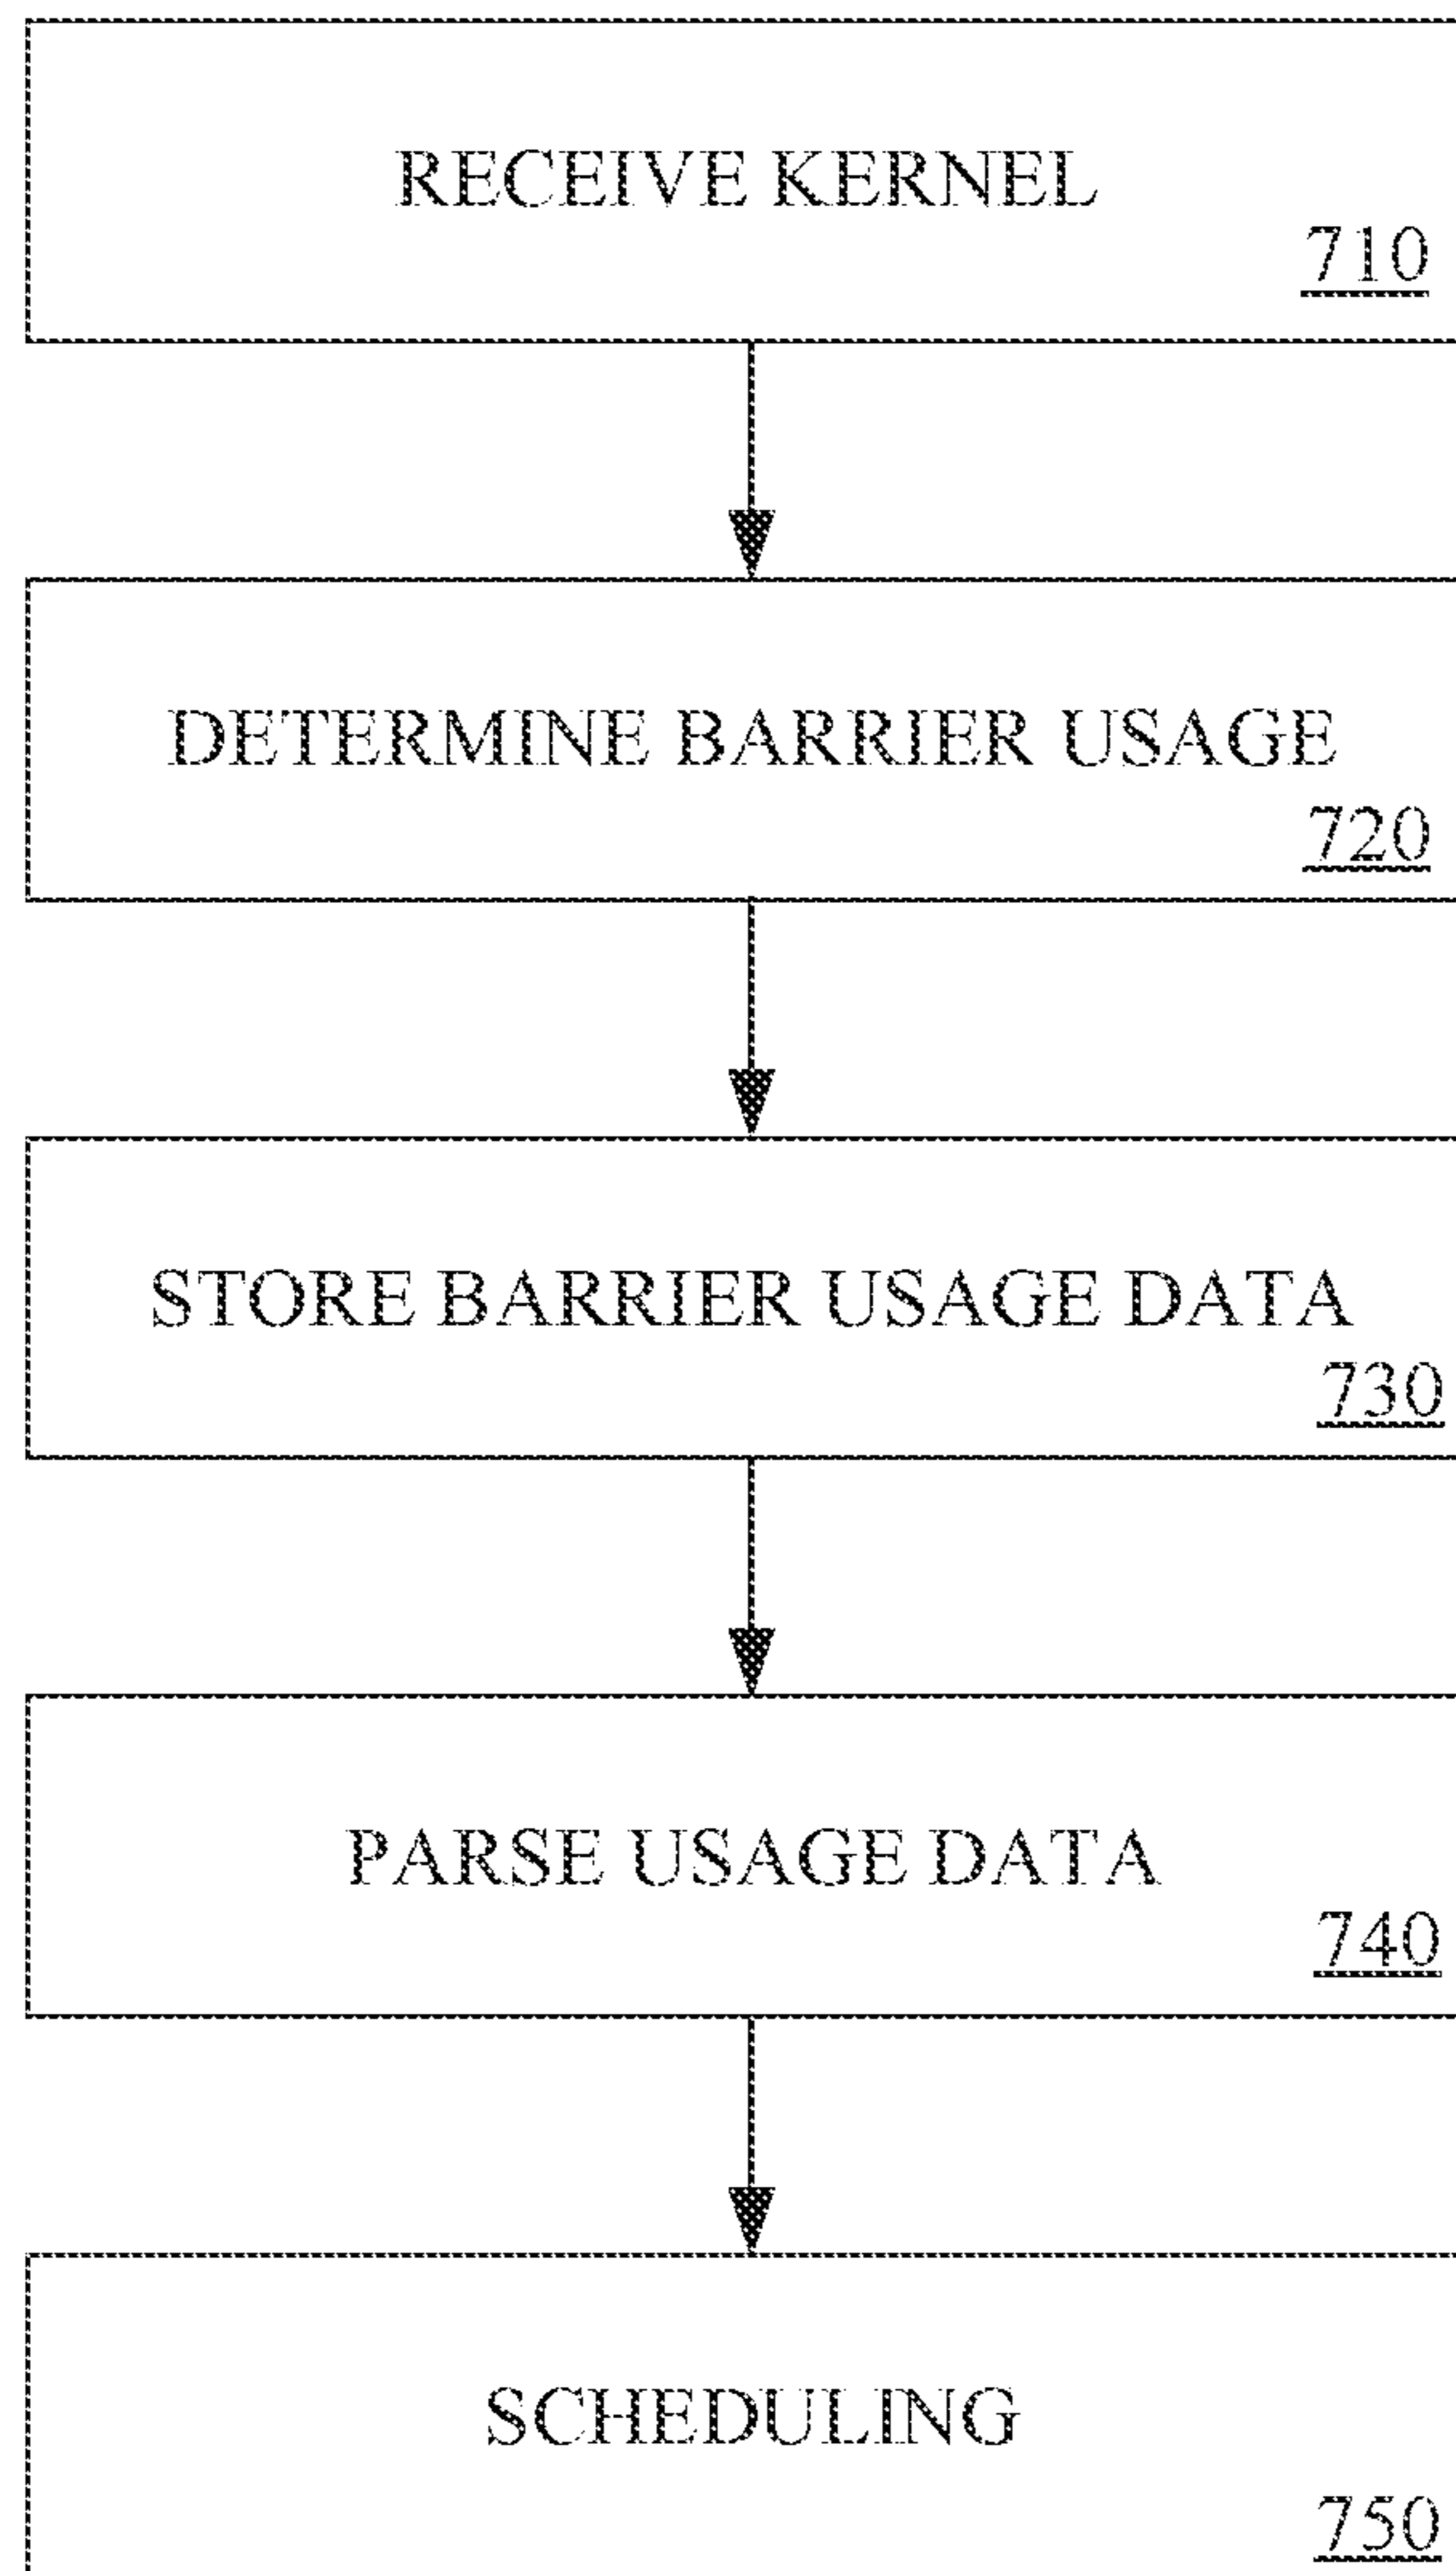 RECEIVE KERNEL
710
DETERMINE BARRIER USAGE
720
STORE BARRIER USAGE DATA
730
PARSE USAGE DATA
740
SCHEDULING
750